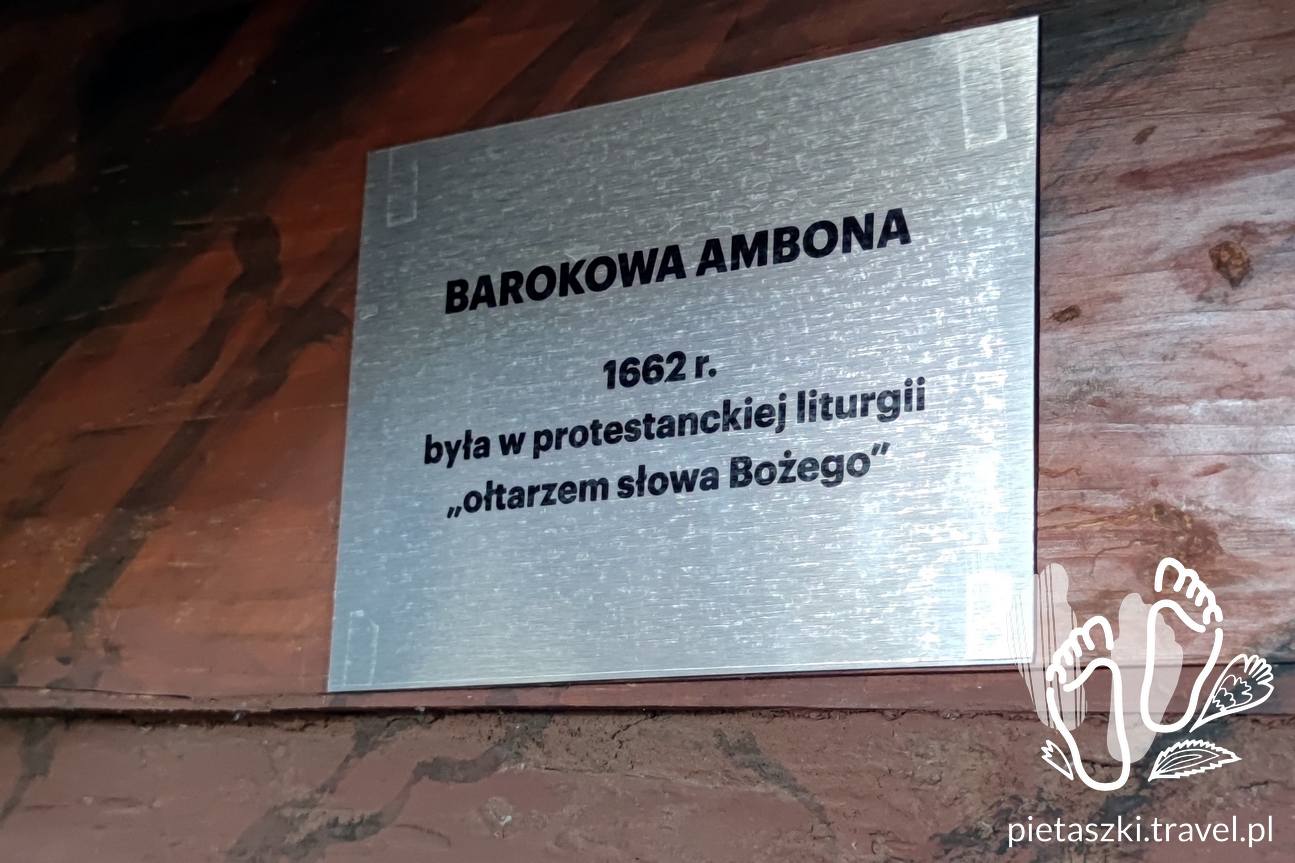 BAROKOWA AMBONA
1662 r.
była w protestanckiej liturgii
„ołtarzem słowa Bożego”
pietaszki.travel.pl